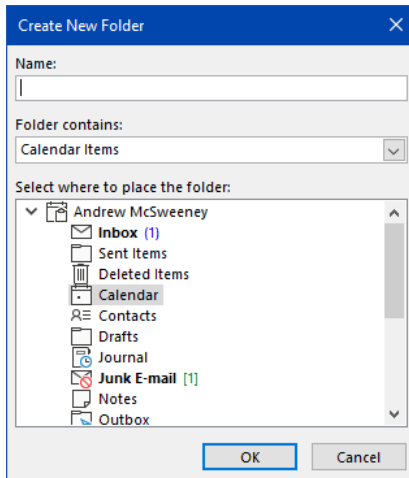 Create New Folder
Name:
Folder contains:
Calendar Items
Select where to place the folder:
Andrew McSweeney
Inbox (1)
Sent Items
Deleted Items
Calendar
Contacts
Drafts
Journal
Junk E-mail [1]
Notes
Outbox
OK Cancel